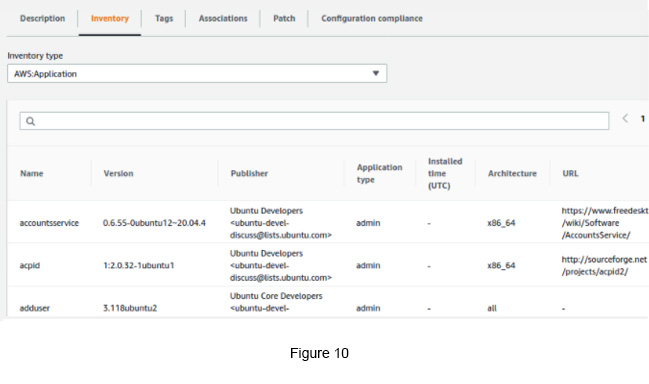 Description Inventory Tags Associations Patch Configuration compliance
Inventory type
AWS:Application
1
Name Version Publisher Application type Installed time (UTC) Architecture URL
accountsservice 0.6.55-0ubuntu12~20.04.4 Ubuntu Developers <ubuntu-devel-discuss@lists.ubuntu.com> admin - x86_64 https://www.freedeskt/wiki/Software/AccountsService/
acpid 1:2.0.32-1ubuntu1 Ubuntu Developers <ubuntu-devel-discuss@lists.ubuntu.com> admin - x86_64 http://sourceforge.net/projects/acpid2/
adduser 3.118ubuntu2 Ubuntu Core Developers <ubuntu-devel- admin - all -
Figure 10